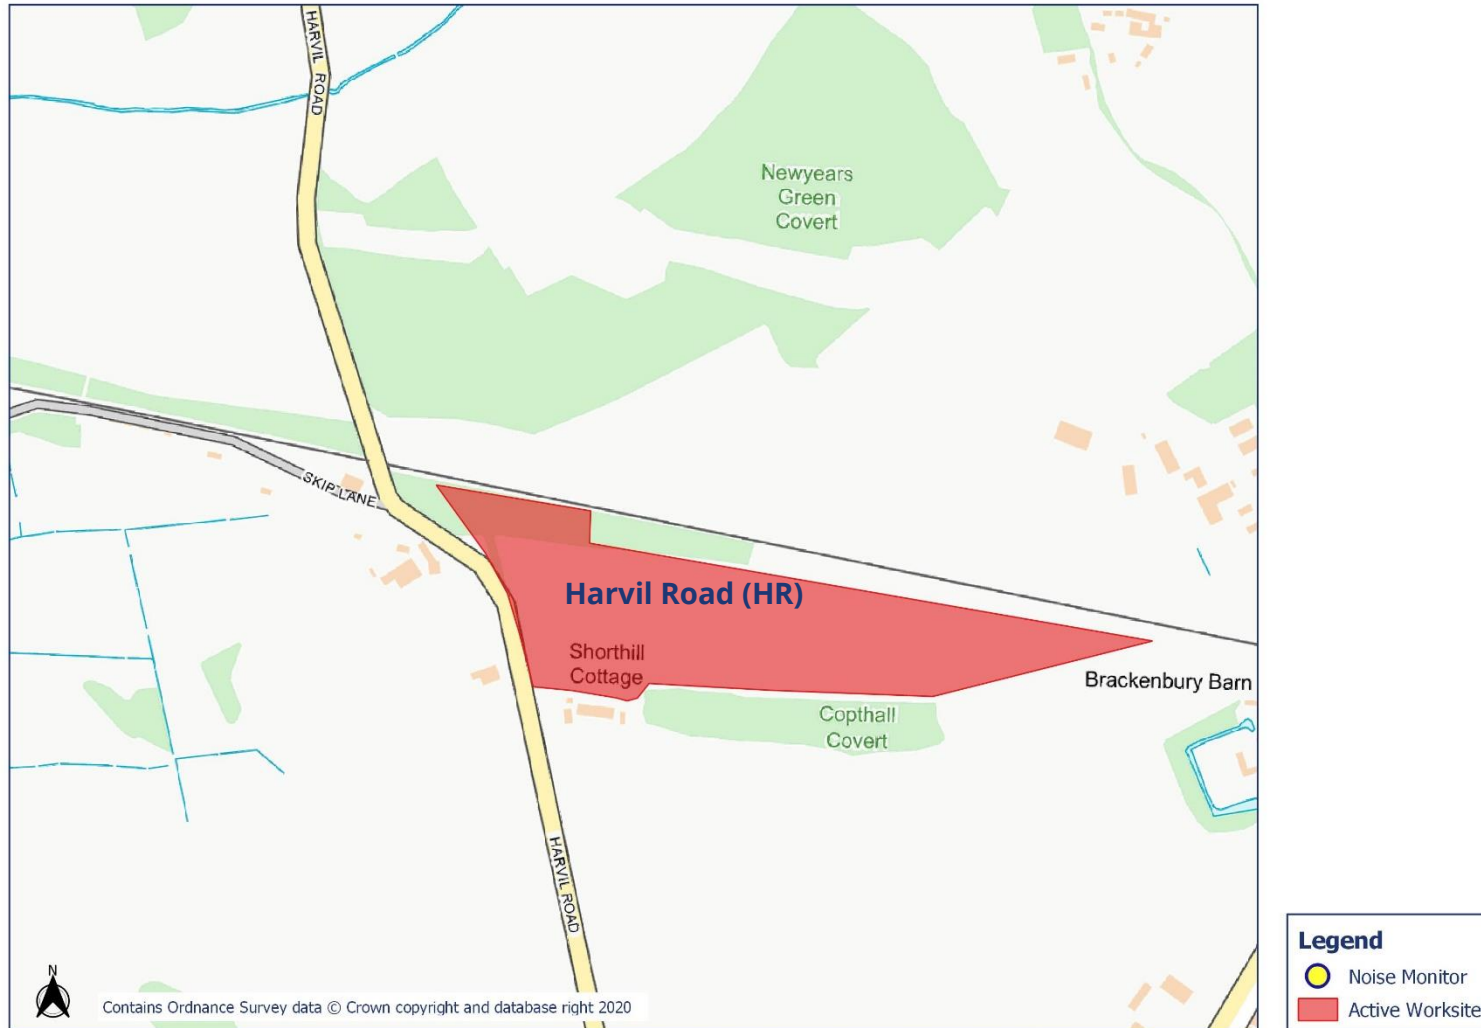 HARVIL ROAD
Newyears
Green
Covert
SKIP LANE
Harvil Road (HR)
Shorthill
Cottage
Brackenbury Barn
Copthall
Covert
HARVIL ROAD
Legend
Noise Monitor
Active Worksite
N
Contains Ordnance Survey data © Crown copyright and database right 2020